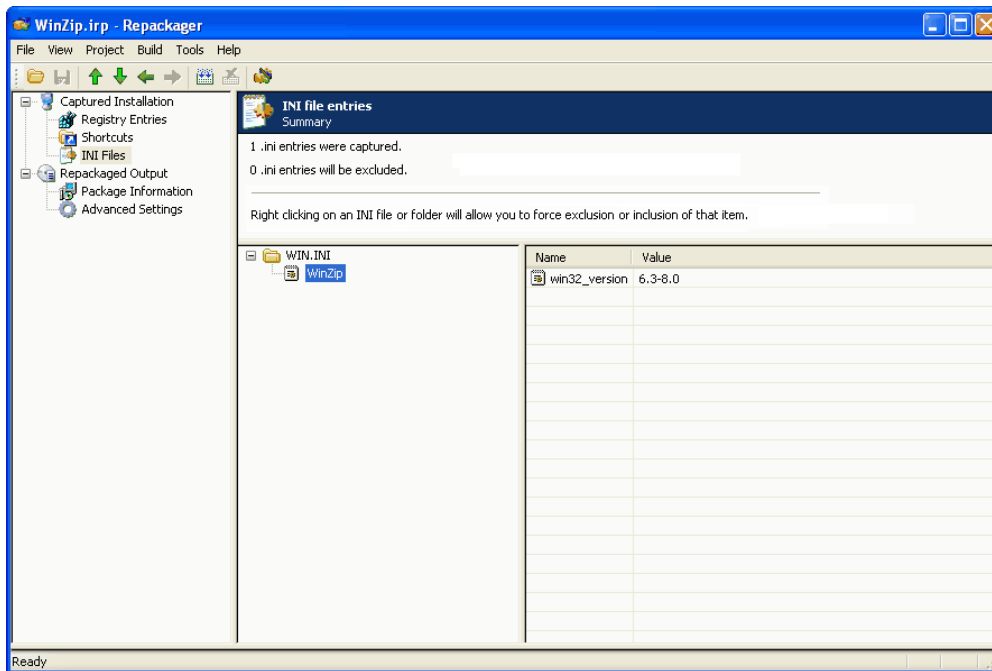 WinZip.irp - Repackager
File View Project Build Tools Help
Captured Installation
Registry Entries
Shortcuts
INI Files
Repackaged Output
Package Information
Advanced Settings
INI file entries
Summary
1 .ini entries were captured.
0 .ini entries will be excluded.
Right clicking on an INI file or folder will allow you to force exclusion or inclusion of that item.
WIN.INI
WinZip
Name Value
win32_version 6.3-8.0
Ready